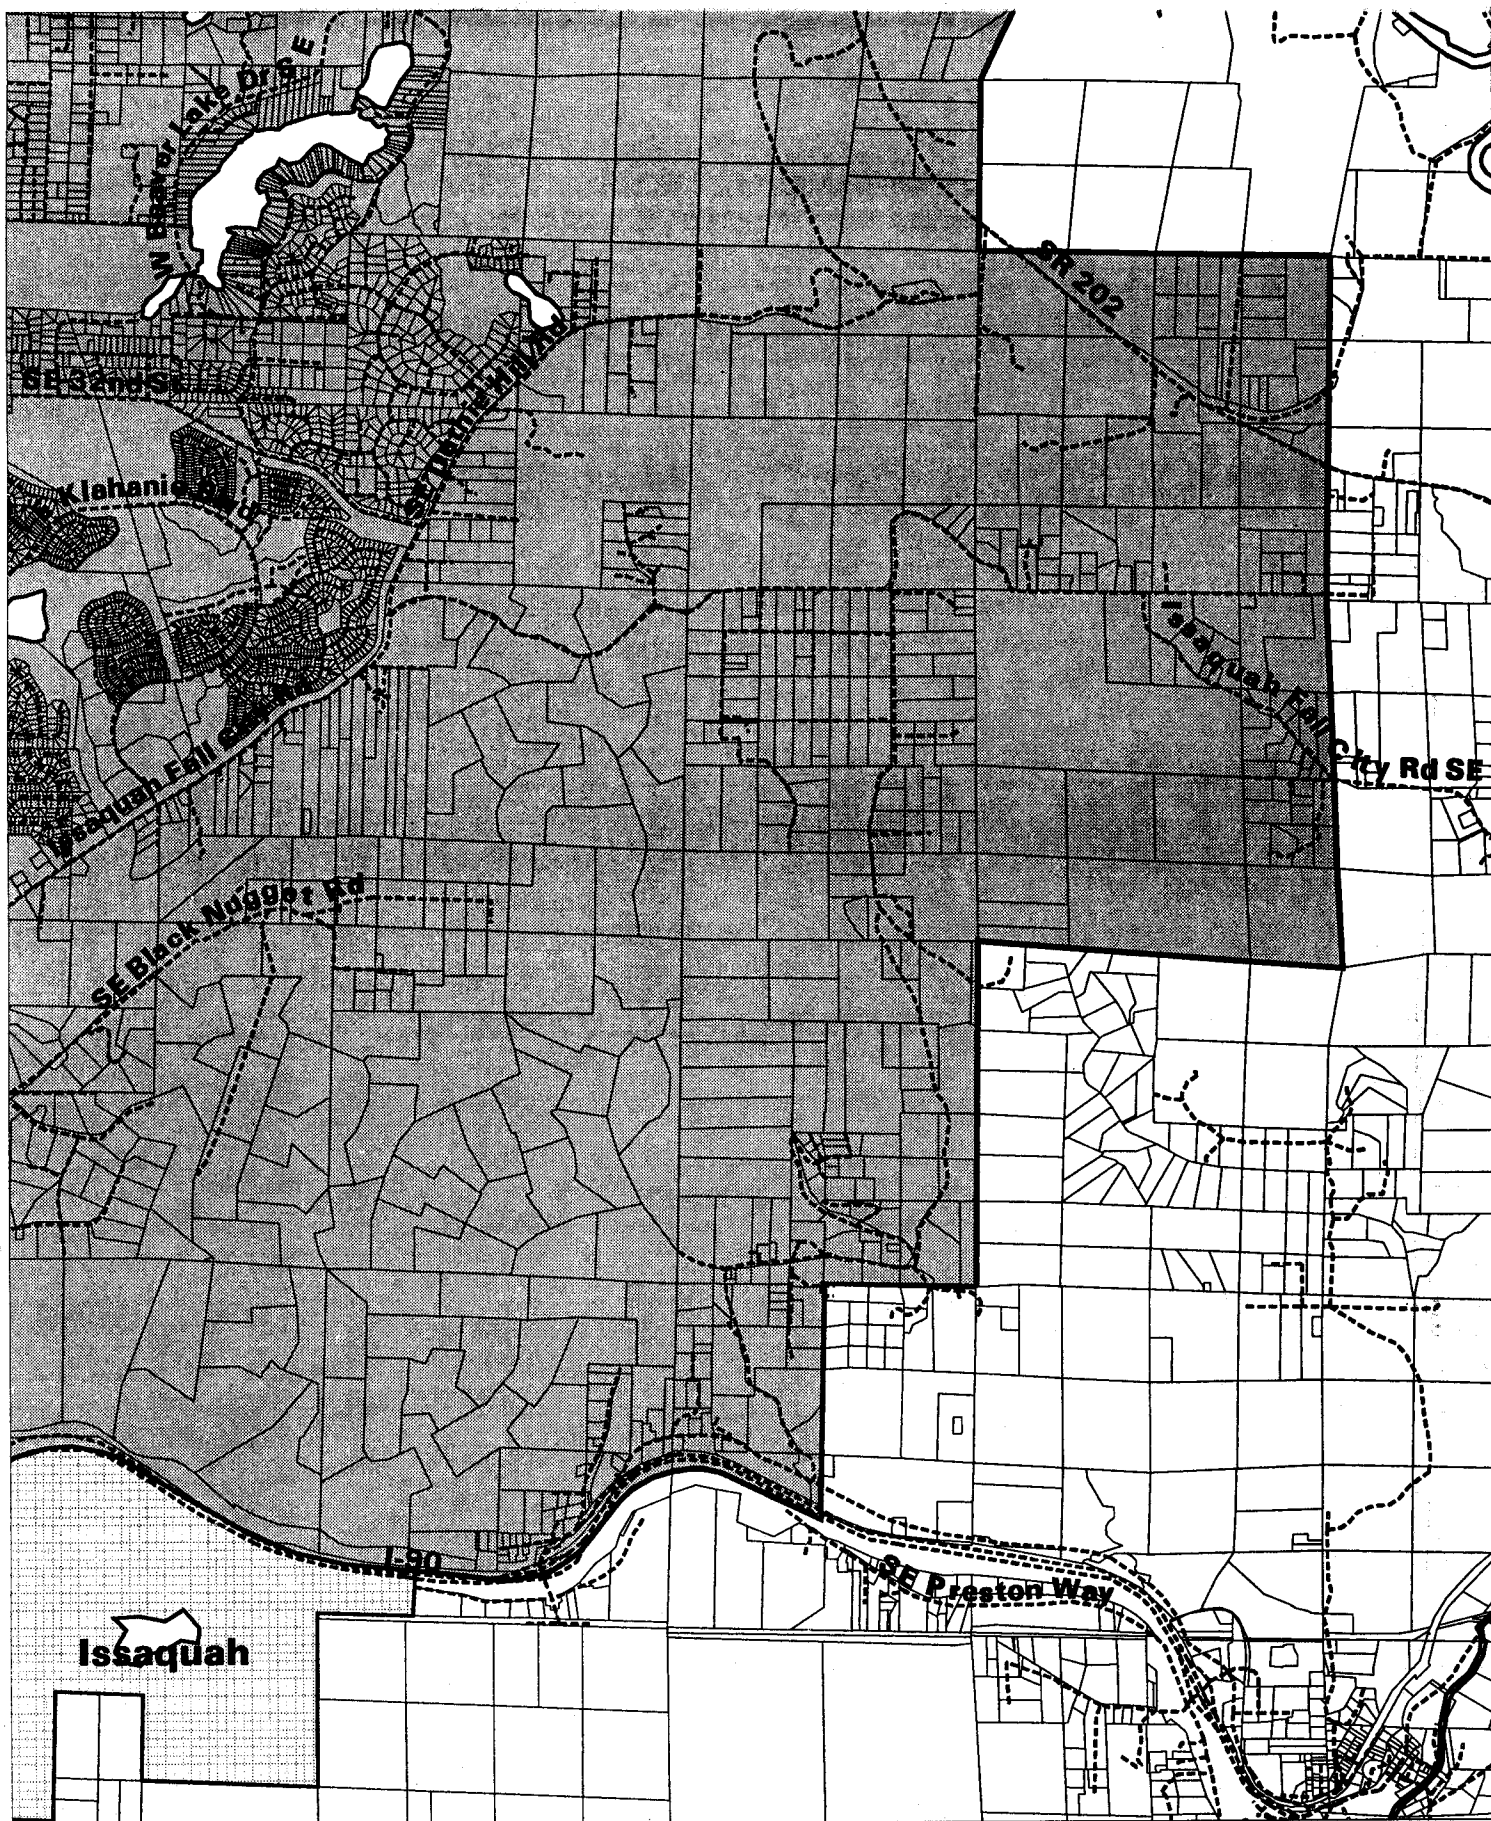 W Beaver Lake Dr S E
SR 202
SE Duthie Hill Rd
SE 32nd St
Klahanie Blvd
Issaquah Fall City Rd SE
Issaquah Fall City Rd
SE Black Nugget Rd
I-90
SE Preston Way
Issaquah